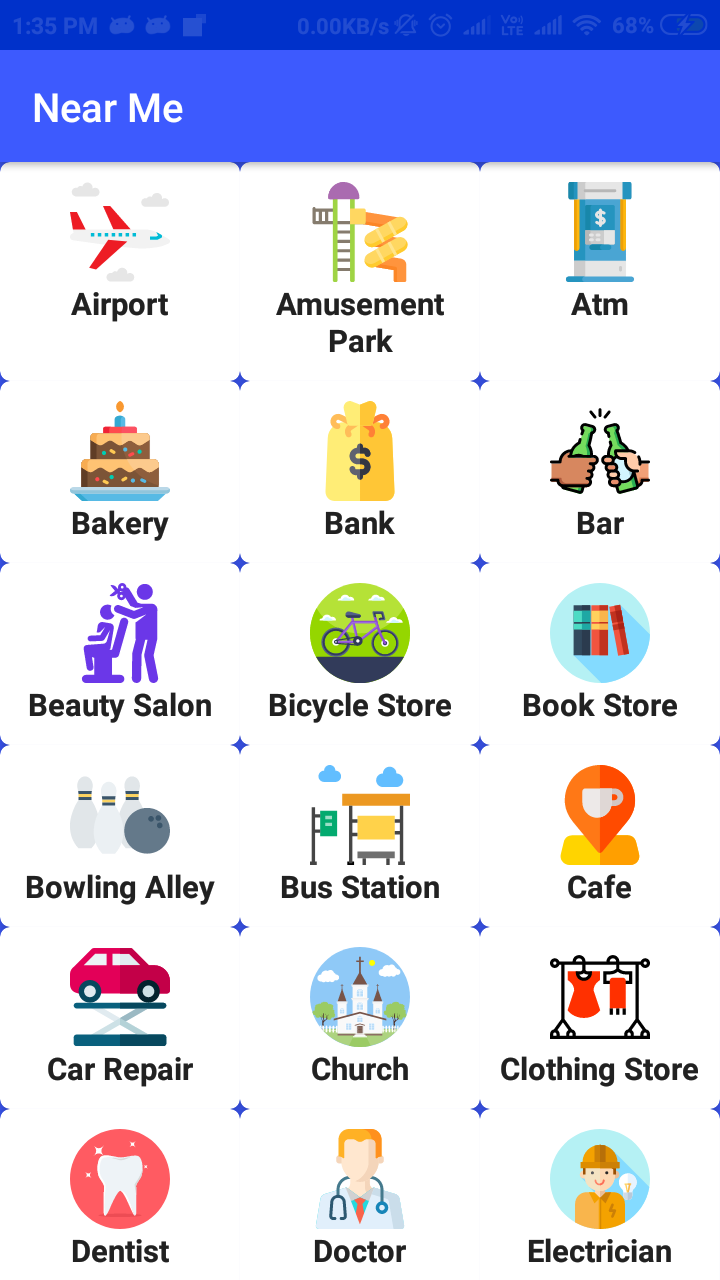 1:35 PM 0.00KB/s Vo) LTE 68%
Near Me
Airport
Amusement
Park
Atm
Bakery
Bank
Bar
Beauty Salon
Bicycle Store
Book Store
Bowling Alley
Bus Station
Cafe
Car Repair
Church
Clothing Store
Dentist
Doctor
Electrician